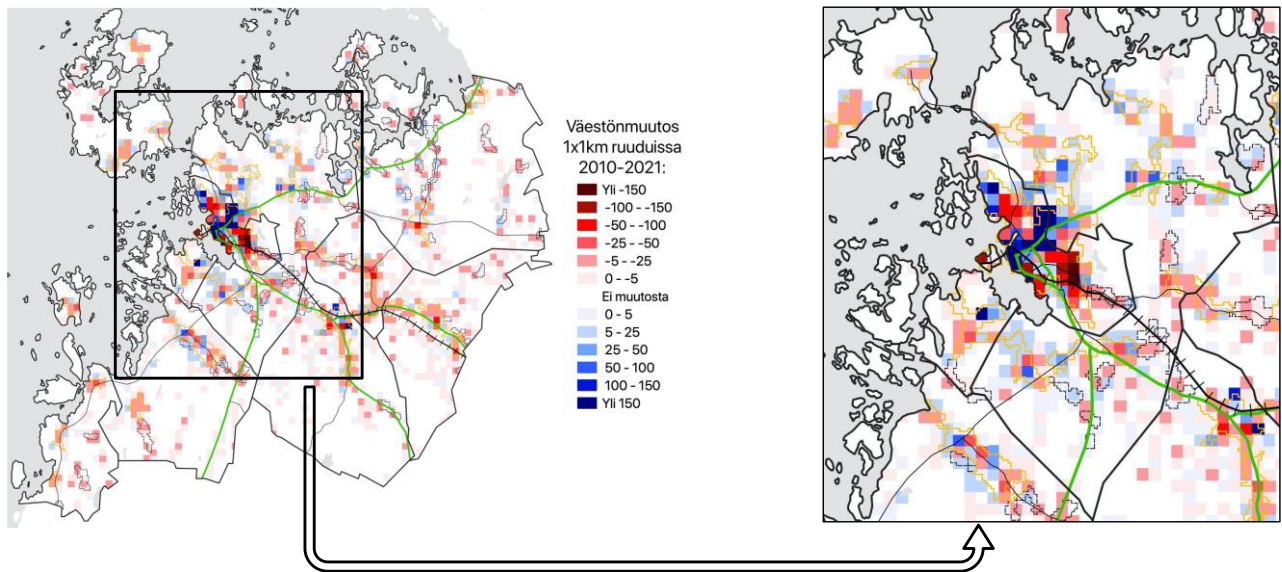 Väestönmuutos
1x1km ruuduissa
2010-2021:
Yli -150
-100 - -150
-50 - -100
-25 - -50
-5 - -25
0 - -5
Ei muutosta
0 - 5
5 - 25
25 - 50
50 - 100
100 - 150
Yli 150